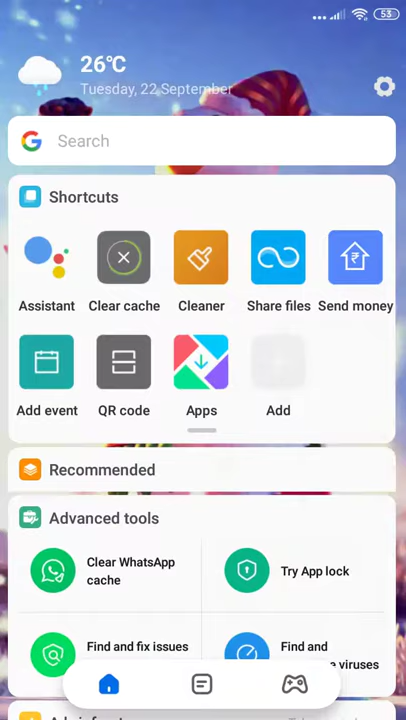 53
26°C
Tuesday, 22 September
Search
Shortcuts
Assistant
Clear cache
Cleaner
Share files
Send money
Add event
QR code
Apps
Add
Recommended
Advanced tools
Clear WhatsApp
cache
Try App lock
Find and fix issues
Find and
viruses